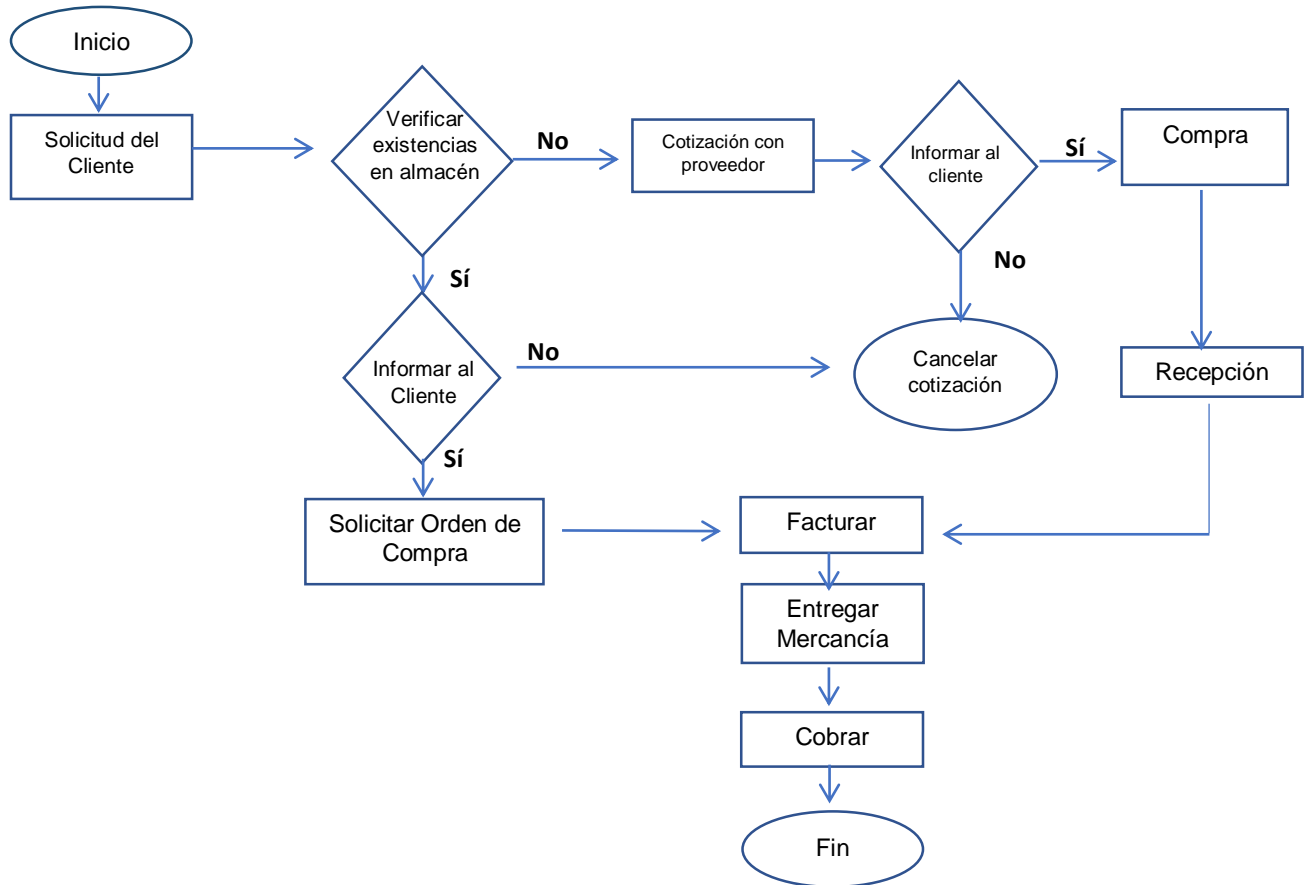 Inicio
Solicitud del
Cliente
Verificar
existencias
en almacén
No
Cotización con
proveedor
Informar al
cliente
Sí
Compra
No
Sí
Informar al
Cliente
No
Cancelar
cotización
Recepción
Sí
Solicitar Orden de
Compra
Facturar
Entregar
Mercancía
Cobrar
Fin